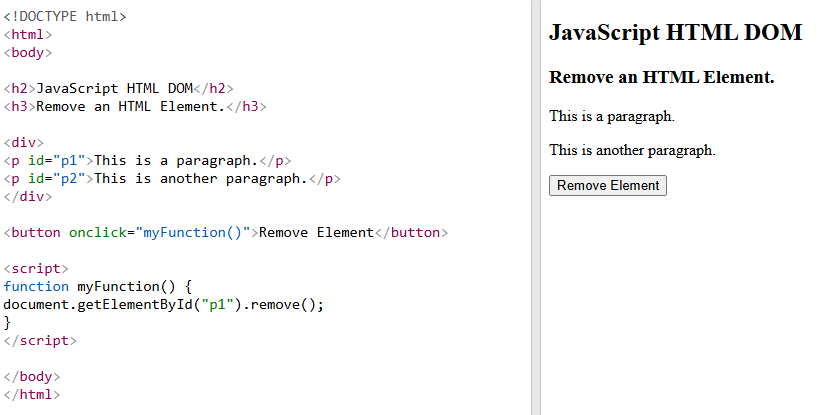 <!DOCTYPE html>
<html>
<body>
<h2>JavaScript HTML DOM</h2>
<h3>Remove an HTML Element.</h3>
<div>
<p id="p1">This is a paragraph.</p>
<p id="p2">This is another paragraph.</p>
</div>
<button onclick="myFunction()">Remove Element</button>
<script>
function myFunction() {
document.getElementById("p1").remove();
}
</script>
</body>
</html>
JavaScript HTML DOM
Remove an HTML Element.
This is a paragraph.
This is another paragraph.
Remove Element